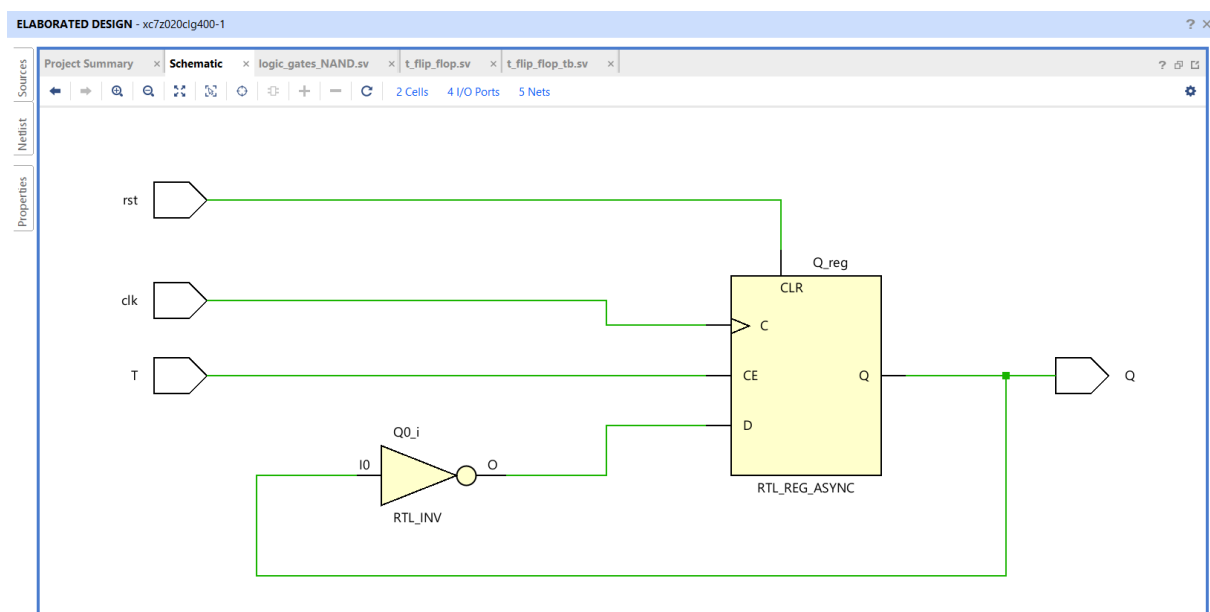 ELABORATED DESIGN - xc7z020clg400-1
?
Sources
Netlist
Properties
Project Summary
Schematic
logic_gates_NAND.sv
t_flip_flop.sv
t_flip_flop_tb.sv
?
2 Cells 4 I/O Ports 5 Nets
rst
Q_reg
CLR
clk
C
T
CE
Q
Q
D
Q0_i
I0
O
RTL_REG_ASYNC
RTL_INV